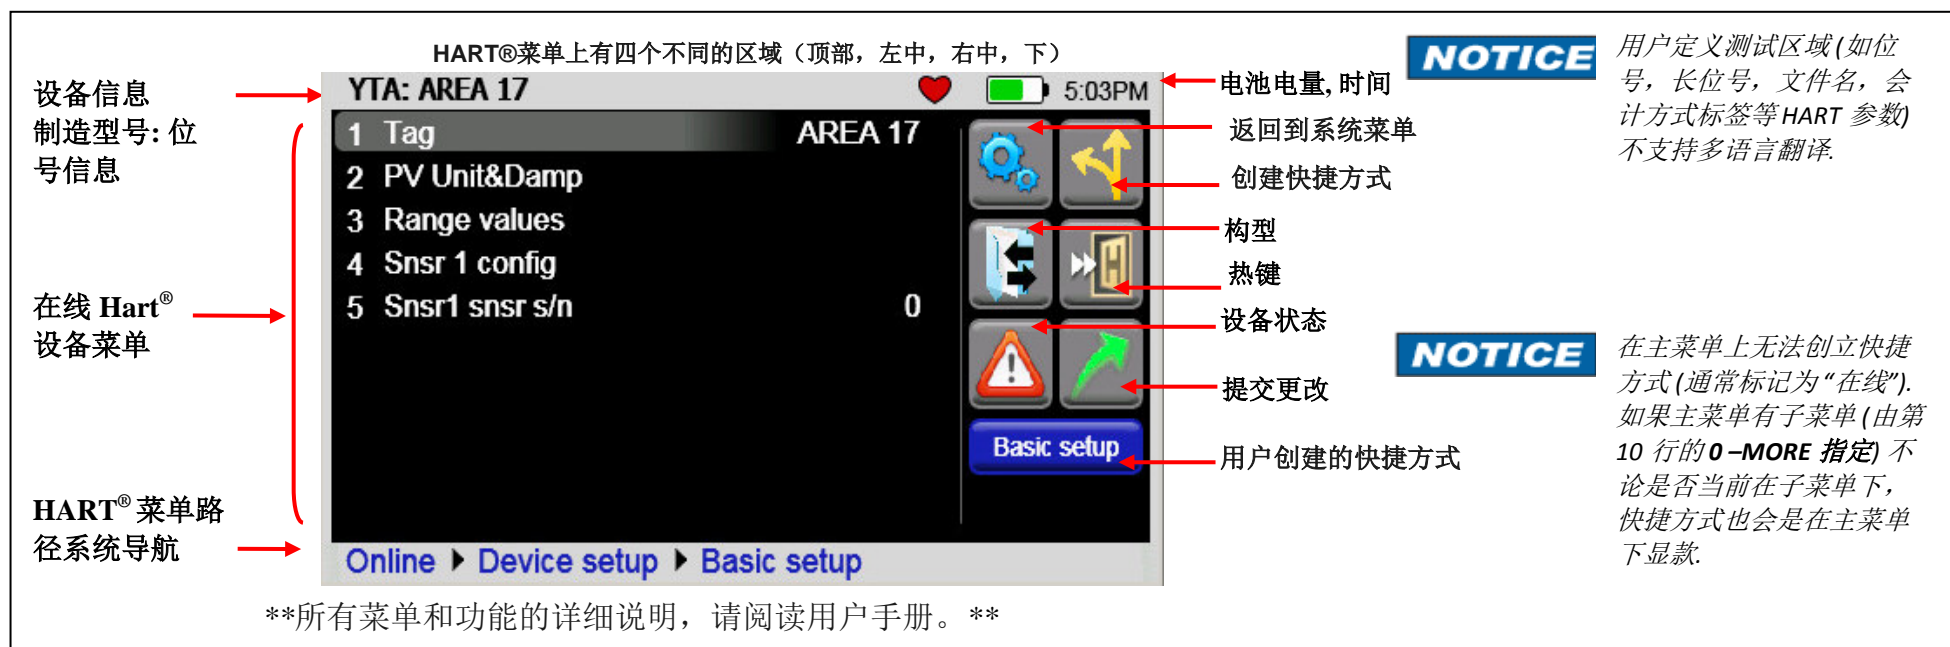 HART®菜单上有四个不同的区域（顶部，左中，右中，下）
设备信息
制造型号: 位
号信息
在线 Hart®
设备菜单
HART® 菜单路
径系统导航
YTA: AREA 17
5:03PM
1 Tag AREA 17
2 PV Unit&Damp
3 Range values
4 Snsr 1 config
5 Snsr1 snsr s/n 0
Basic setup
Online ▶ Device setup ▶ Basic setup
电池电量, 时间
返回到系统菜单
创建快捷方式
构型
热键
设备状态
提交更改
用户创建的快捷方式
NOTICE
用户定义测试区域 (如位
号，长位号，文件名，会
计方式标签等 HART 参数)
不支持多语言翻译.
NOTICE
在主菜单上无法创立快捷
方式 (通常标记为 “在线”).
如果主菜单有子菜单 (由第
10 行的 0 –MORE 指定) 不
论是否当前在子菜单下，
快捷方式也会是在主菜单
下显款.
**所有菜单和功能的详细说明，请阅读用户手册。**